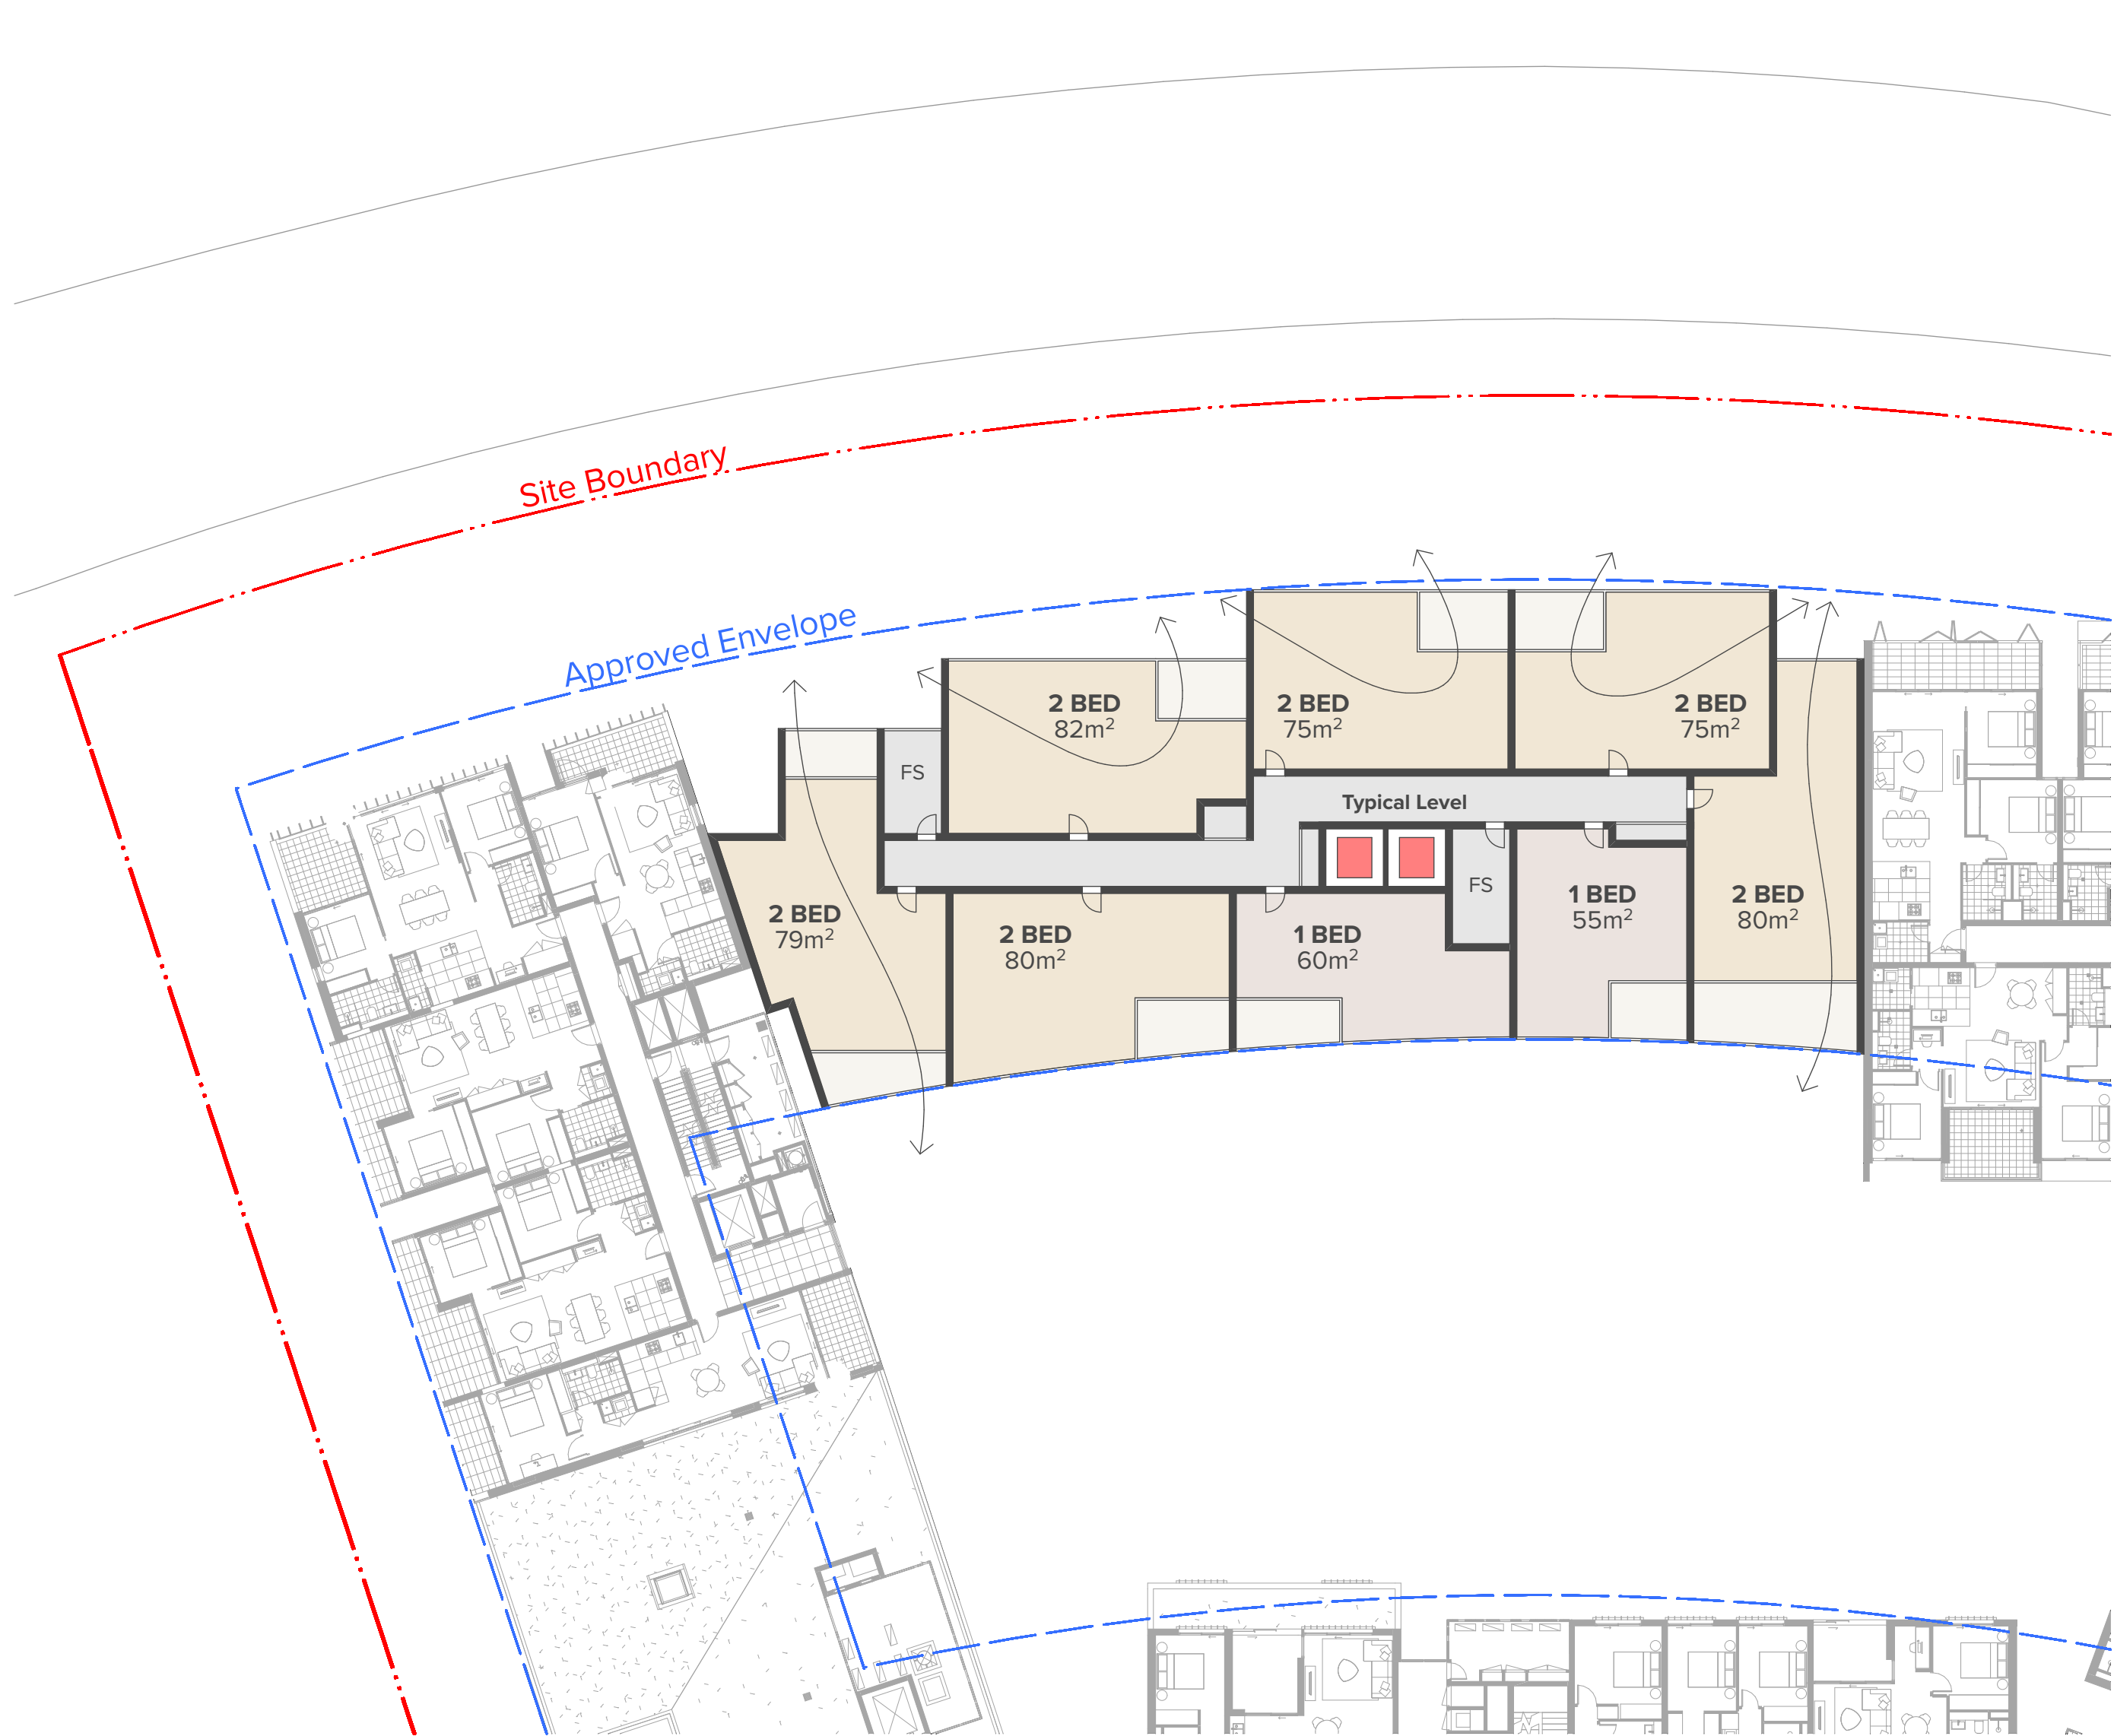 Site Boundary
Approved Envelope
2 BED
82m²
2 BED
75m²
2 BED
75m²
FS
Typical Level
2 BED
79m²
2 BED
80m²
1 BED
60m²
FS
1 BED
55m²
2 BED
80m²